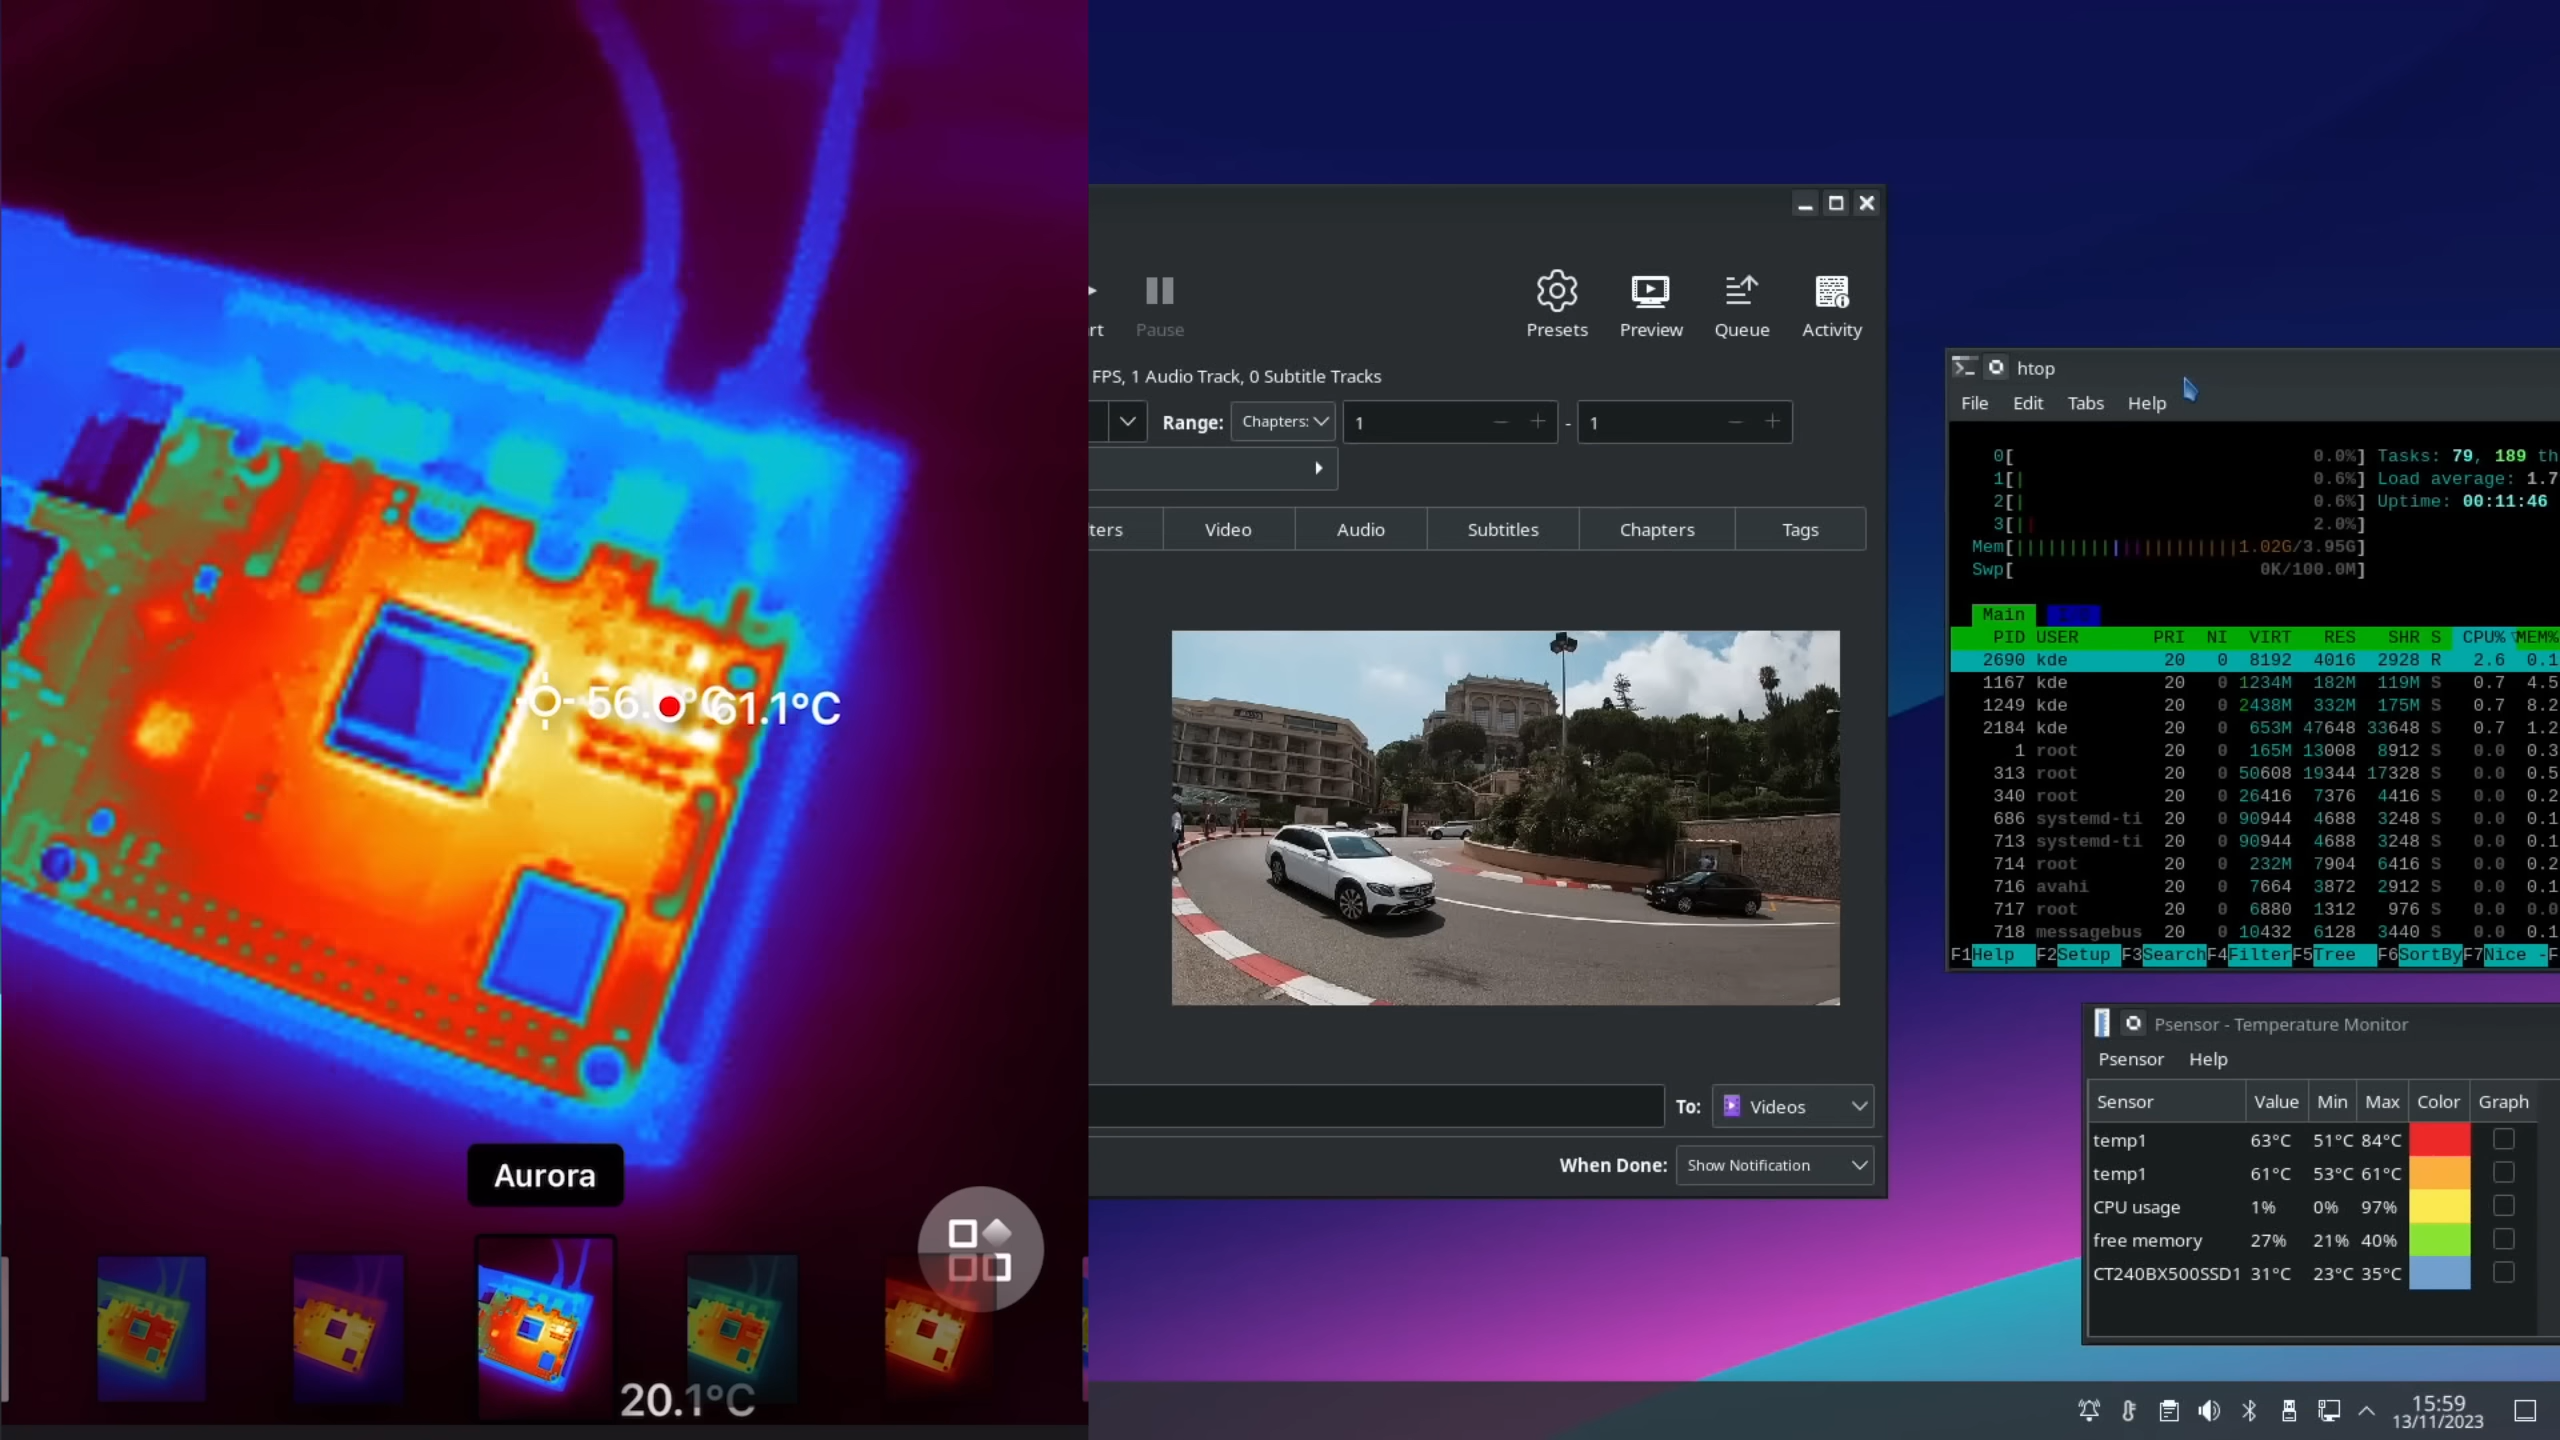 61.1°C
Aurora
20.1°C
Pause
Presets
Preview
Queue
Activity
FPS, 1 Audio Track, 0 Subtitle Tracks
Range:
Chapters:
1
-
1
Video
Audio
Subtitles
Chapters
Tags
To:
Videos
When Done:
Show Notification
htop
File Edit Tabs Help
0[ 0.0%] Tasks: 79, 189 th
1[| 0.6%] Load average: 1.7
2[| 0.6%] Uptime: 00:11:46
3[|| 2.0%]
Mem[||||||||||||||||||||1.02G/3.95G]
Swp[ 0K/100.0M]
Main
PID USER PRI NI VIRT RES SHR S CPU%▽MEM%
2690 kde 20 0 8192 4016 2928 R 2.6 0.1
1167 kde 20 0 1234M 182M 119M S 0.7 4.5
1249 kde 20 0 2438M 332M 175M S 0.7 8.2
2184 kde 20 0 653M 47648 33648 S 0.7 1.2
1 root 20 0 165M 13008 8912 S 0.0 0.3
313 root 20 0 50608 19344 17328 S 0.0 0.5
340 root 20 0 26416 7376 4416 S 0.0 0.2
686 systemd-ti 20 0 90944 4688 3248 S 0.0 0.1
713 systemd-ti 20 0 90944 4688 3248 S 0.0 0.1
714 root 20 0 232M 7904 6416 S 0.0 0.2
716 avahi 20 0 7664 3872 2912 S 0.0 0.1
717 root 20 0 6880 1312 976 S 0.0 0.0
718 messagebus 20 0 10432 6128 3440 S 0.0 0.1
F1Help F2Setup F3SearchF4FilterF5Tree F6SortByF7Nice -F
Psensor - Temperature Monitor
Psensor Help
Sensor Value Min Max Color Graph
temp1 63°C 51°C 84°C
temp1 61°C 53°C 61°C
CPU usage 1% 0% 97%
free memory 27% 21% 40%
CT240BX500SSD1 31°C 23°C 35°C
15:59
13/11/2023